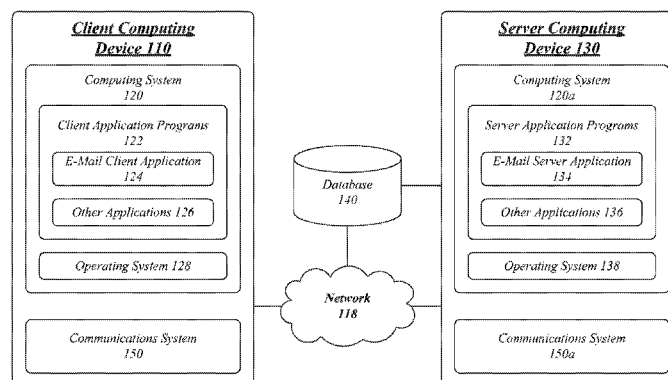 Client Computing
Device 110
Computing System
120
Client Application Programs
122
E-Mail Client Application
124
Other Applications 126
Operating System 128
Communications System
150
Database
140
Network
118
Server Computing
Device 130
Computing System
120a
Server Application Programs
132
E-Mail Server Application
134
Other Applications 136
Operating System 138
Communications System
150a